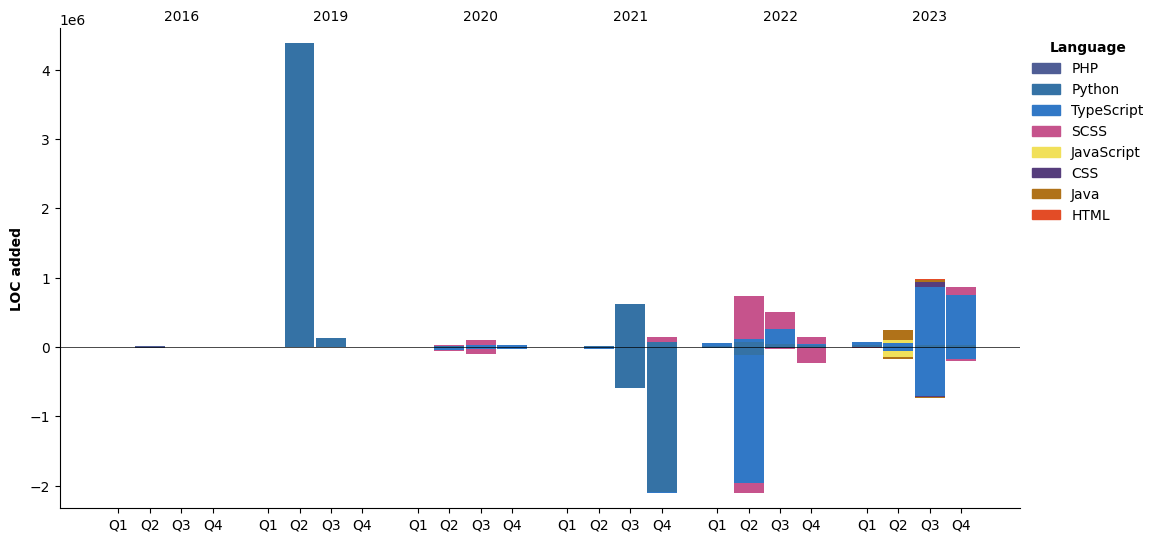 1e6
2016 2019 2020 2021 2022 2023
LOC added
4
3
2
1
0
−1
−2
Q1 Q2 Q3 Q4 Q1 Q2 Q3 Q4 Q1 Q2 Q3 Q4 Q1 Q2 Q3 Q4 Q1 Q2 Q3 Q4 Q1 Q2 Q3 Q4
Language
PHP
Python
TypeScript
SCSS
JavaScript
CSS
Java
HTML